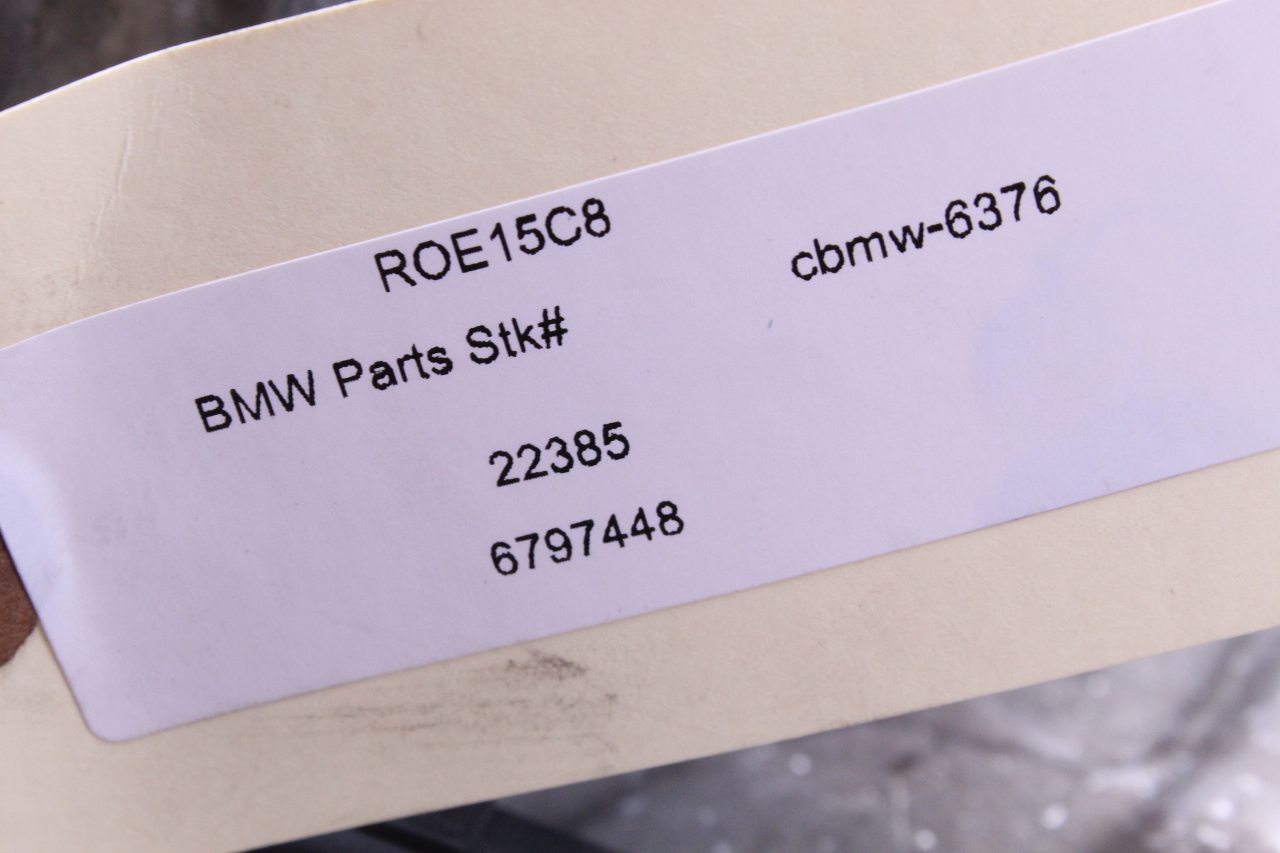 ROE15C8
cbmw-6376
BMW Parts Stk#
22385
6797448